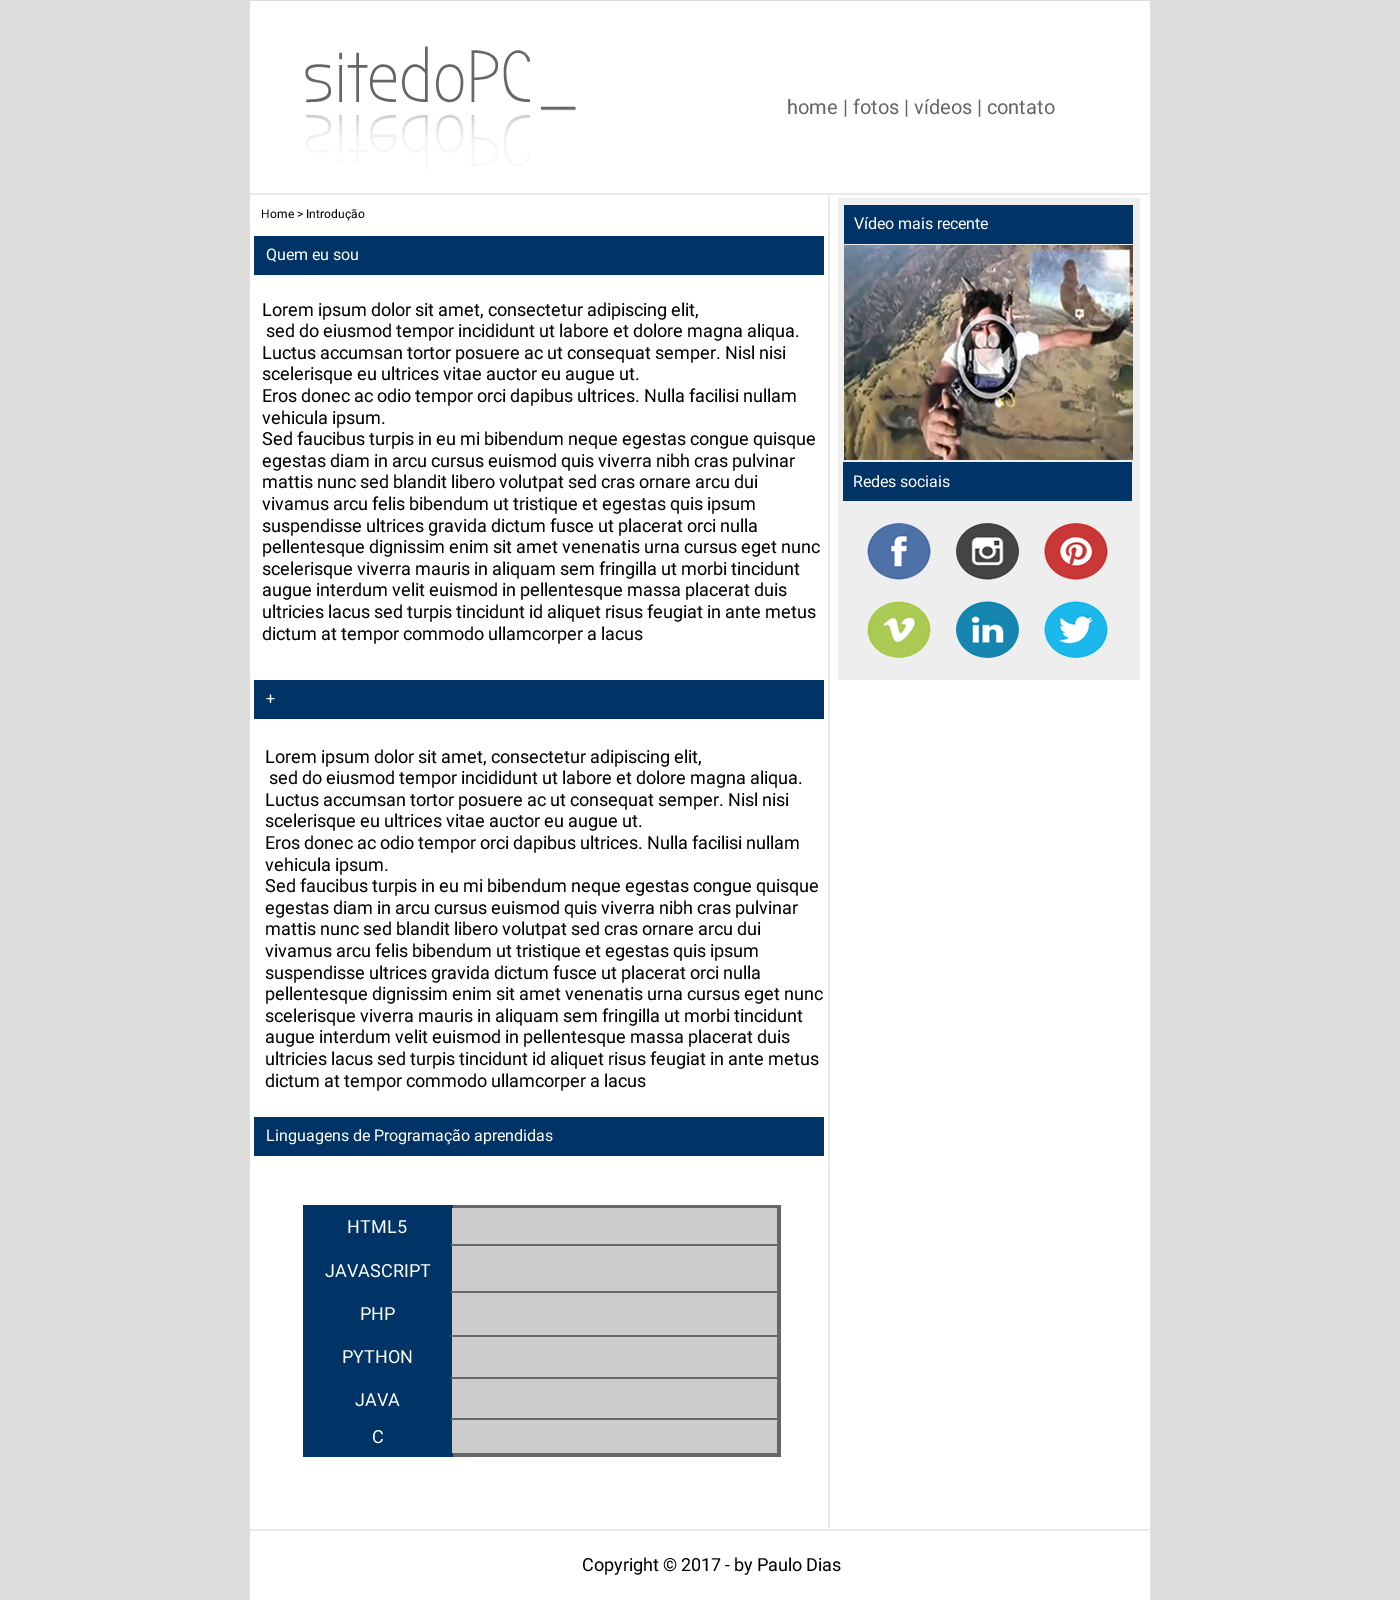 sitedoPC_
home | fotos | vídeos | contato
Home > Introdução
Quem eu sou
Lorem ipsum dolor sit amet, consectetur adipiscing elit,
sed do eiusmod tempor incididunt ut labore et dolore magna aliqua.
Luctus accumsan tortor posuere ac ut consequat semper. Nisl nisi
scelerisque eu ultrices vitae auctor eu augue ut.
Eros donec ac odio tempor orci dapibus ultrices. Nulla facilisi nullam
vehicula ipsum.
Sed faucibus turpis in eu mi bibendum neque egestas congue quisque
egestas diam in arcu cursus euismod quis viverra nibh cras pulvinar
mattis nunc sed blandit libero volutpat sed cras ornare arcu dui
vivamus arcu felis bibendum ut tristique et egestas quis ipsum
suspendisse ultrices gravida dictum fusce ut placerat orci nulla
pellentesque dignissim enim sit amet venenatis urna cursus eget nunc
scelerisque viverra mauris in aliquam sem fringilla ut morbi tincidunt
augue interdum velit euismod in pellentesque massa placerat duis
ultricies lacus sed turpis tincidunt id aliquet risus feugiat in ante metus
dictum at tempor commodo ullamcorper a lacus
+
Lorem ipsum dolor sit amet, consectetur adipiscing elit,
sed do eiusmod tempor incididunt ut labore et dolore magna aliqua.
Luctus accumsan tortor posuere ac ut consequat semper. Nisl nisi
scelerisque eu ultrices vitae auctor eu augue ut.
Eros donec ac odio tempor orci dapibus ultrices. Nulla facilisi nullam
vehicula ipsum.
Sed faucibus turpis in eu mi bibendum neque egestas congue quisque
egestas diam in arcu cursus euismod quis viverra nibh cras pulvinar
mattis nunc sed blandit libero volutpat sed cras ornare arcu dui
vivamus arcu felis bibendum ut tristique et egestas quis ipsum
suspendisse ultrices gravida dictum fusce ut placerat orci nulla
pellentesque dignissim enim sit amet venenatis urna cursus eget nunc
scelerisque viverra mauris in aliquam sem fringilla ut morbi tincidunt
augue interdum velit euismod in pellentesque massa placerat duis
ultricies lacus sed turpis tincidunt id aliquet risus feugiat in ante metus
dictum at tempor commodo ullamcorper a lacus
Linguagens de Programação aprendidas
HTML5
JAVASCRIPT
PHP
PYTHON
JAVA
C
Vídeo mais recente
Redes sociais
f
in
Copyright © 2017 - by Paulo Dias